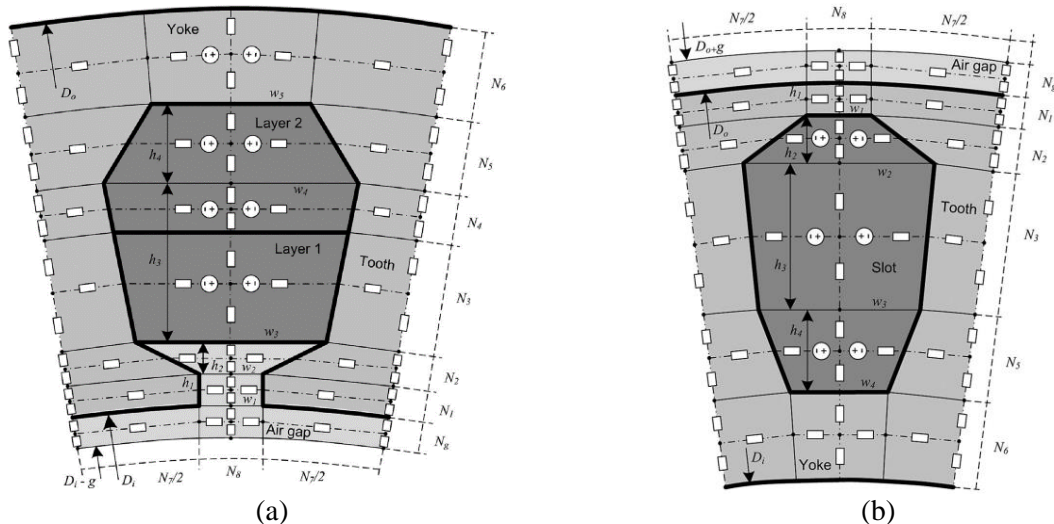 Yoke
D_o
w_5
Layer 2
h_4
w_4
Layer 1
h_3
Tooth
w_3
h_2
w_2
h_1
w_1
Air gap
D_i - g
D_i
N_7/2
N_8
N_7/2
N_6
N_5
N_4
N_3
N_2
N_1
N_g
(a)
N_7/2
N_8
N_7/2
D_o+g
Air gap
h_1
w_1
D_o
h_2
w_2
Tooth
h_3
Slot
w_3
h_4
w_4
D_i
Yoke
N_g
N_1
N_2
N_3
N_5
N_6
(b)